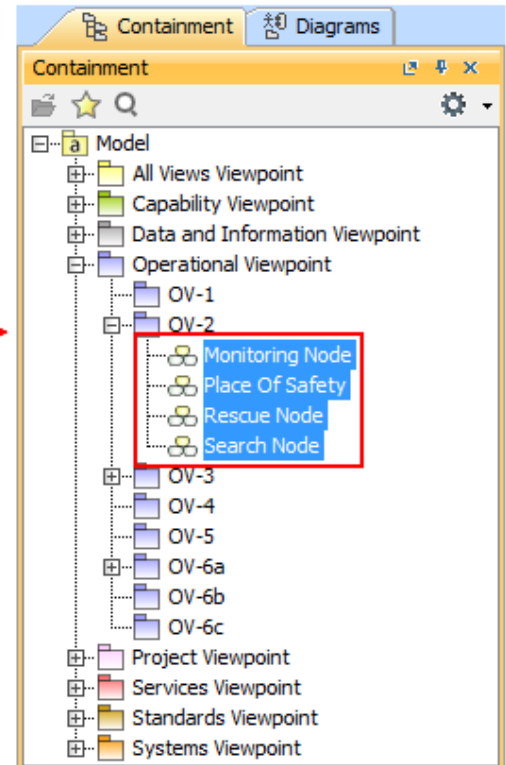 Containment Diagrams
Containment
a Model
All Views Viewpoint
Capability Viewpoint
Data and Information Viewpoint
Operational Viewpoint
OV-1
OV-2
Monitoring Node
Place Of Safety
Rescue Node
Search Node
OV-3
OV-4
OV-5
OV-6a
OV-6b
OV-6c
Project Viewpoint
Services Viewpoint
Standards Viewpoint
Systems Viewpoint